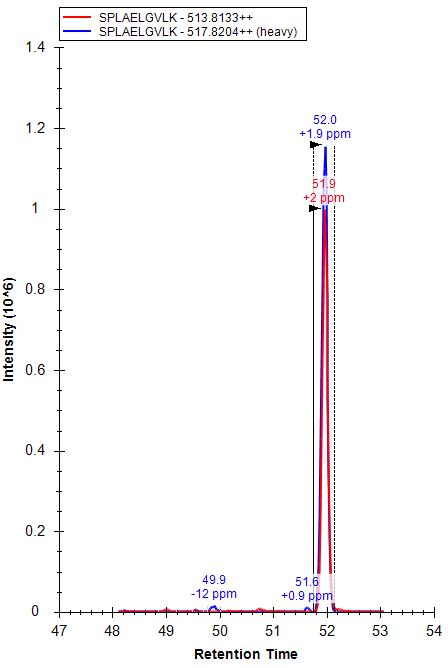 SPLAELGVLK - 513.8133++
SPLAELGVLK - 517.8204++ (heavy)
1.4
52.0
+1.9 ppm
1.2
51.9
+2 ppm
1
0.8
Intensity (10^6)
0.6
0.4
0.2
49.9
-12 ppm
51.6
+0.9 ppm
0
47 48 49 50 51 52 53 54
Retention Time